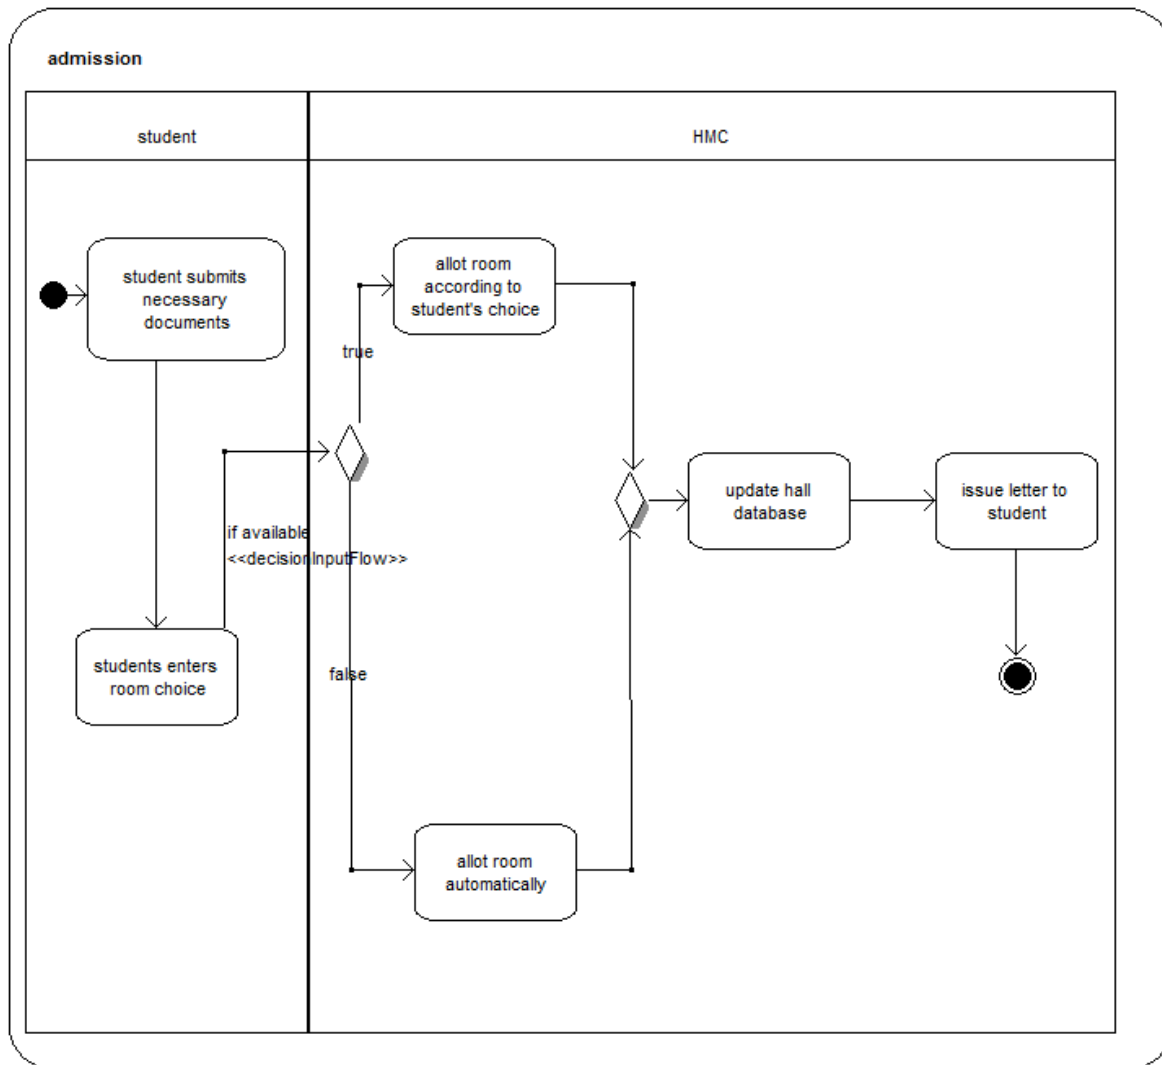 admission
student
HMC
student submits
necessary
documents
allot room
according to
student's choice
true
if available
<<decisionInputFlow>>
update hall
database
issue letter to
student
students enters
room choice
false
allot room
automatically